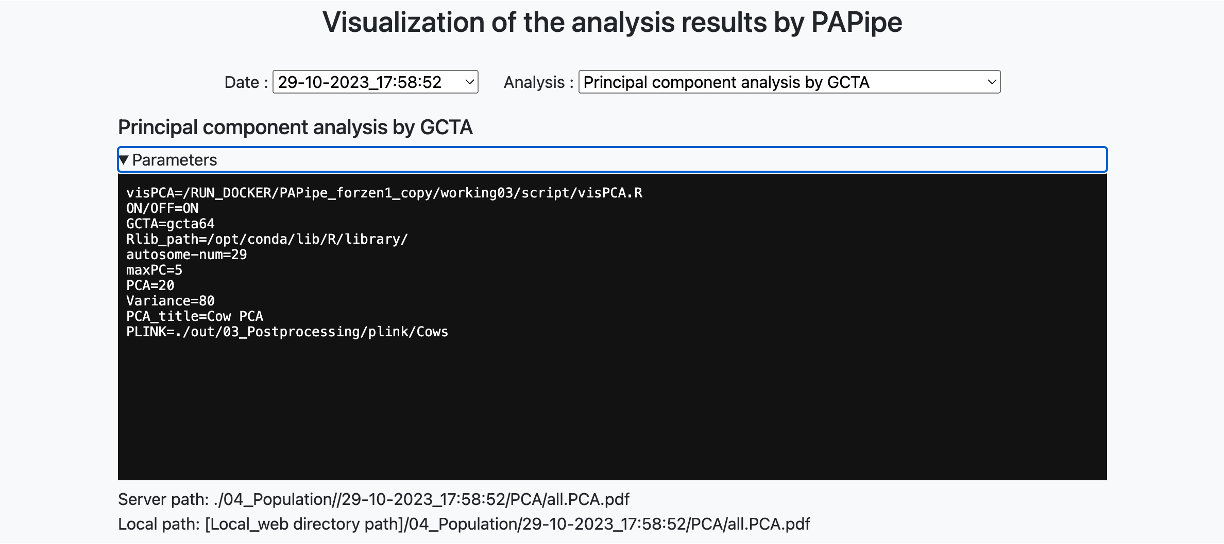 Visualization of the analysis results by PAPipe
Date : 29-10-2023_17:58:52 Analysis : Principal component analysis by GCTA
Principal component analysis by GCTA
▼ Parameters
visPCA=/RUN_DOCKER/PAPipe_forzen1_copy/working03/script/visPCA.R
ON/OFF=ON
GCTA=gcta64
Rlib_path=/opt/conda/lib/R/library/
autosome-num=29
maxPC=5
PCA=20
Variance=80
PCA_title=Cow PCA
PLINK=./out/03_Postprocessing/plink/Cows
Server path: ./04_Population//29-10-2023_17:58:52/PCA/all.PCA.pdf
Local path: [Local_web directory path]/04_Population/29-10-2023_17:58:52/PCA/all.PCA.pdf